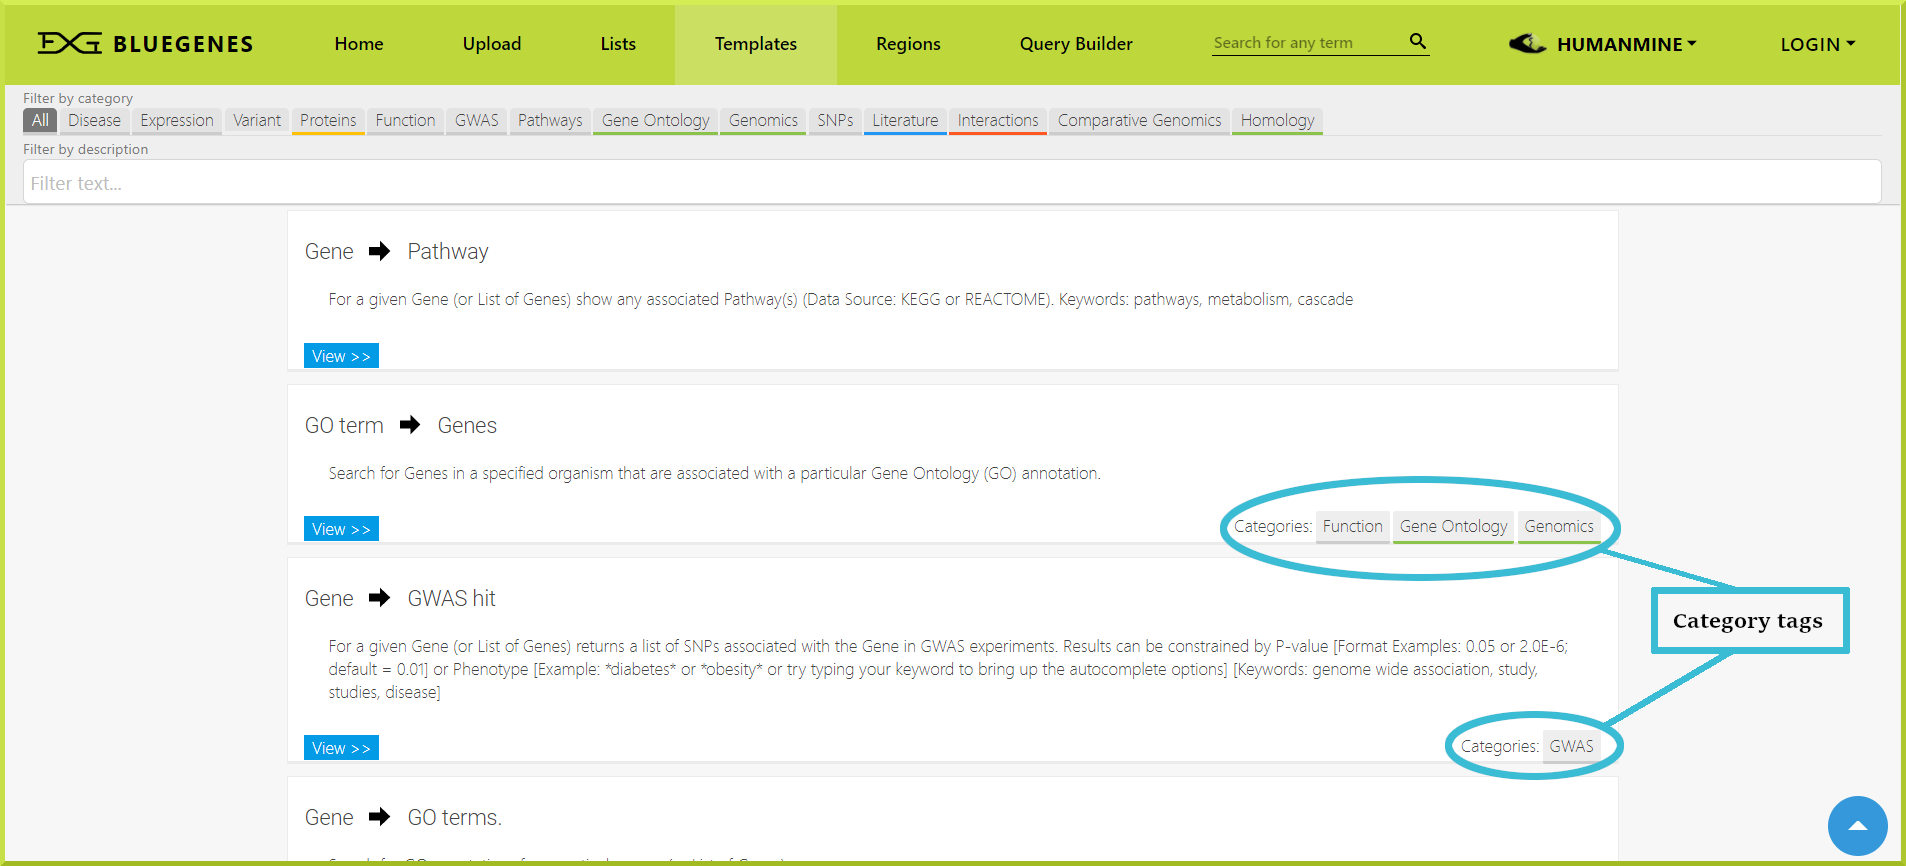 BLUEGENES Home Upload Lists Templates Regions Query Builder Search for any term HUMANMINE LOGIN
Filter by category
All Disease Expression Variant Proteins Function GWAS Pathways Gene Ontology Genomics SNPs Literature Interactions Comparative Genomics Homology
Filter by description
Filter text...
Gene Pathway
For a given Gene (or List of Genes) show any associated Pathway(s) (Data Source: KEGG or REACTOME). Keywords: pathways, metabolism, cascade
View >>
GO term Genes
Search for Genes in a specified organism that are associated with a particular Gene Ontology (GO) annotation.
View >>
Categories: Function Gene Ontology Genomics
Gene GWAS hit
Category tags
For a given Gene (or List of Genes) returns a list of SNPs associated with the Gene in GWAS experiments. Results can be constrained by P-value [Format Examples: 0.05 or 2.0E-6;
default = 0.01] or Phenotype [Example: *diabetes* or *obesity* or try typing your keyword to bring up the autocomplete options] [Keywords: genome wide association, study,
studies, disease]
View >>
Categories: GWAS
Gene GO terms.